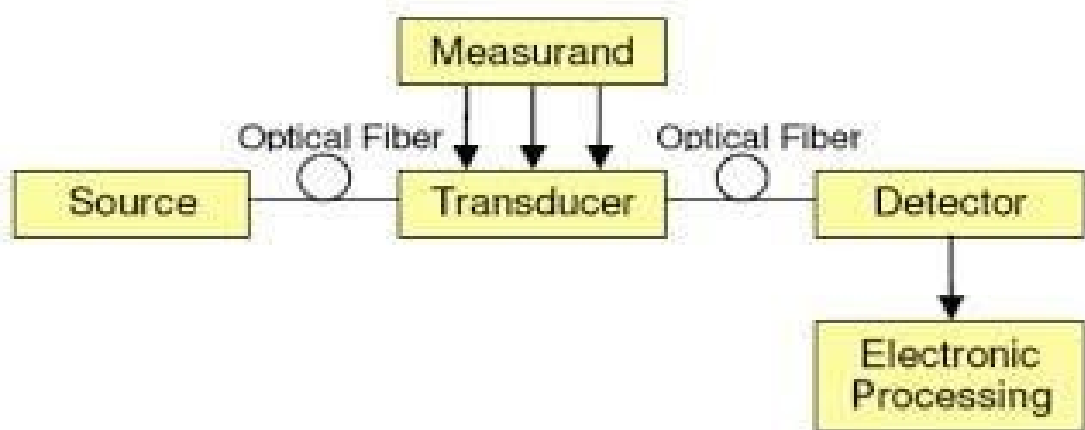 Measurand
Optical Fiber
Optical Fiber
Source
Transducer
Detector
Electronic
Processing